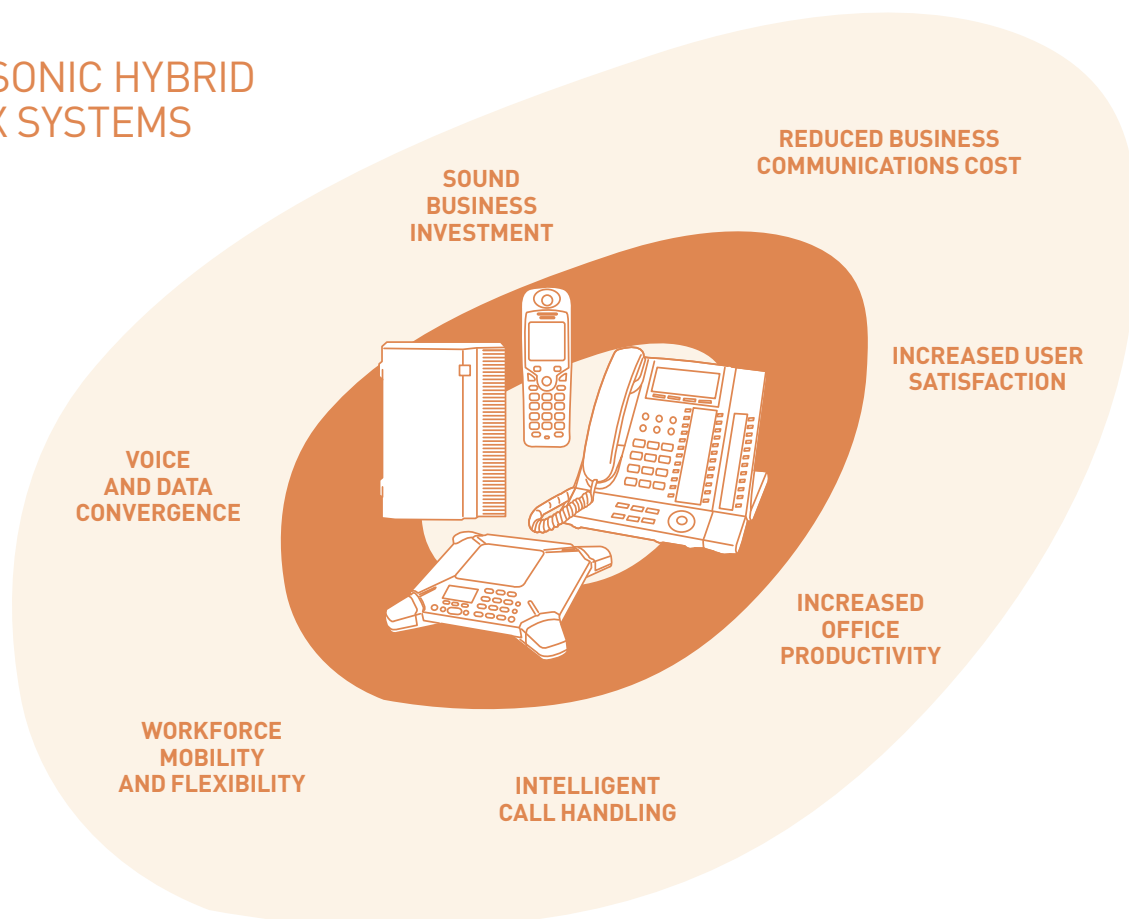 SONIC HYBRID
X SYSTEMS
REDUCED BUSINESS
COMMUNICATIONS COST
SOUND
BUSINESS
INVESTMENT
INCREASED USER
SATISFACTION
VOICE
AND DATA
CONVERGENCE
INCREASED
OFFICE
PRODUCTIVITY
WORKFORCE
MOBILITY
AND FLEXIBILITY
INTELLIGENT
CALL HANDLING